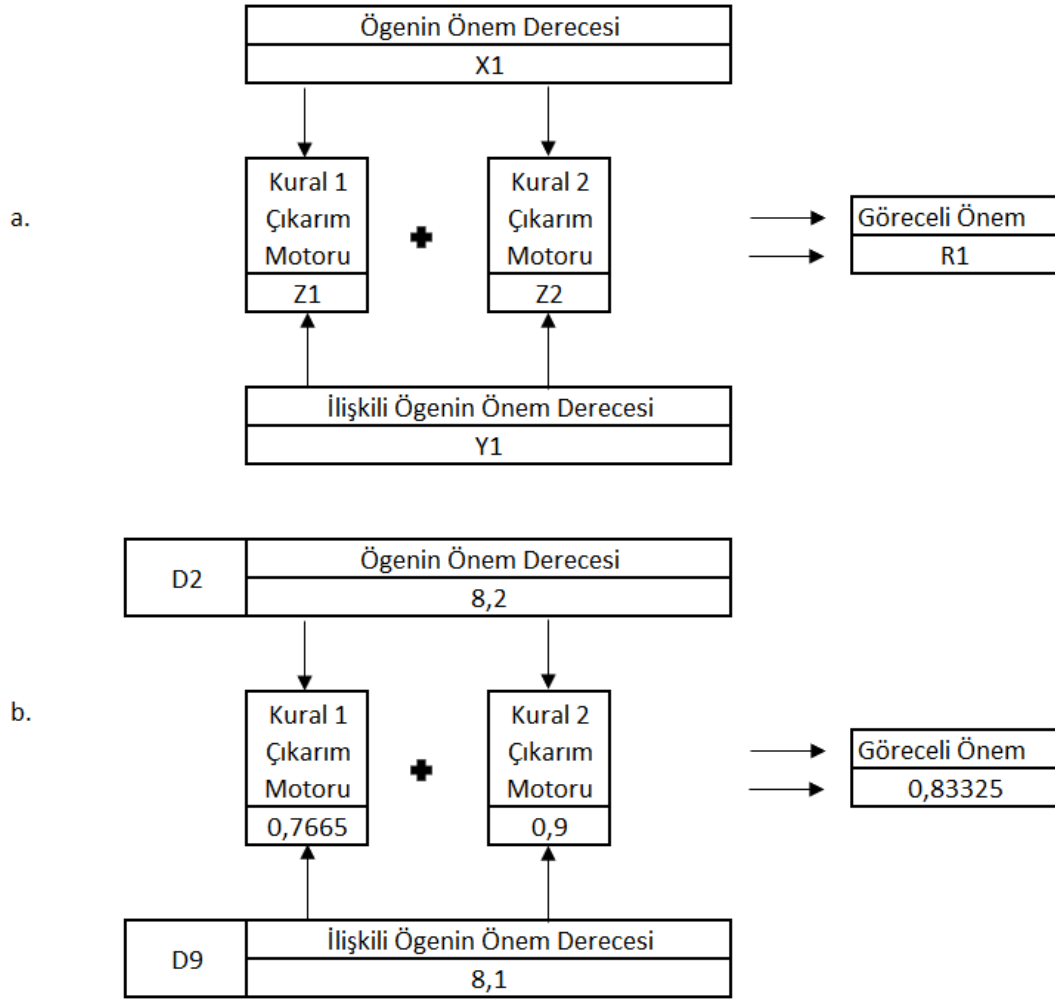 Ögenin Önem Derecesi
X1
a.
Kural 1
Çıkarım
Motoru
Z1
Kural 2
Çıkarım
Motoru
Z2
Göreceli Önem
R1
İlişkili Ögenin Önem Derecesi
Y1
D2
Ögenin Önem Derecesi
8,2
b.
Kural 1
Çıkarım
Motoru
0,7665
Kural 2
Çıkarım
Motoru
0,9
Göreceli Önem
0,83325
D9
İlişkili Ögenin Önem Derecesi
8,1